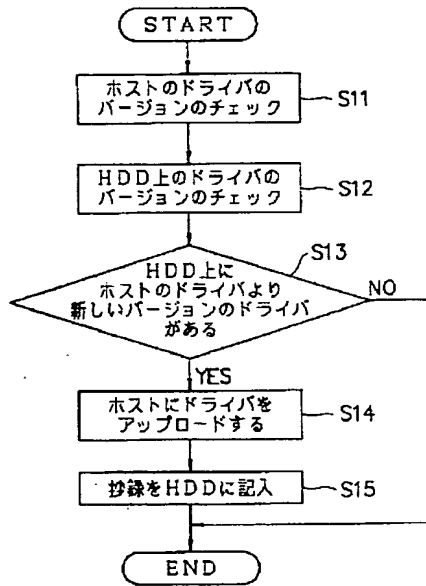 START
ホストのドライバの
バージョンのチェック
S11
HDD上のドライバの
バージョンのチェック
S12
S13
HDD上に
ホストのドライバより
新しいバージョンのドライバ
がある
NO
YES
ホストにドライバを
アップロードする
S14
抄録をHDDに記入
S15
END